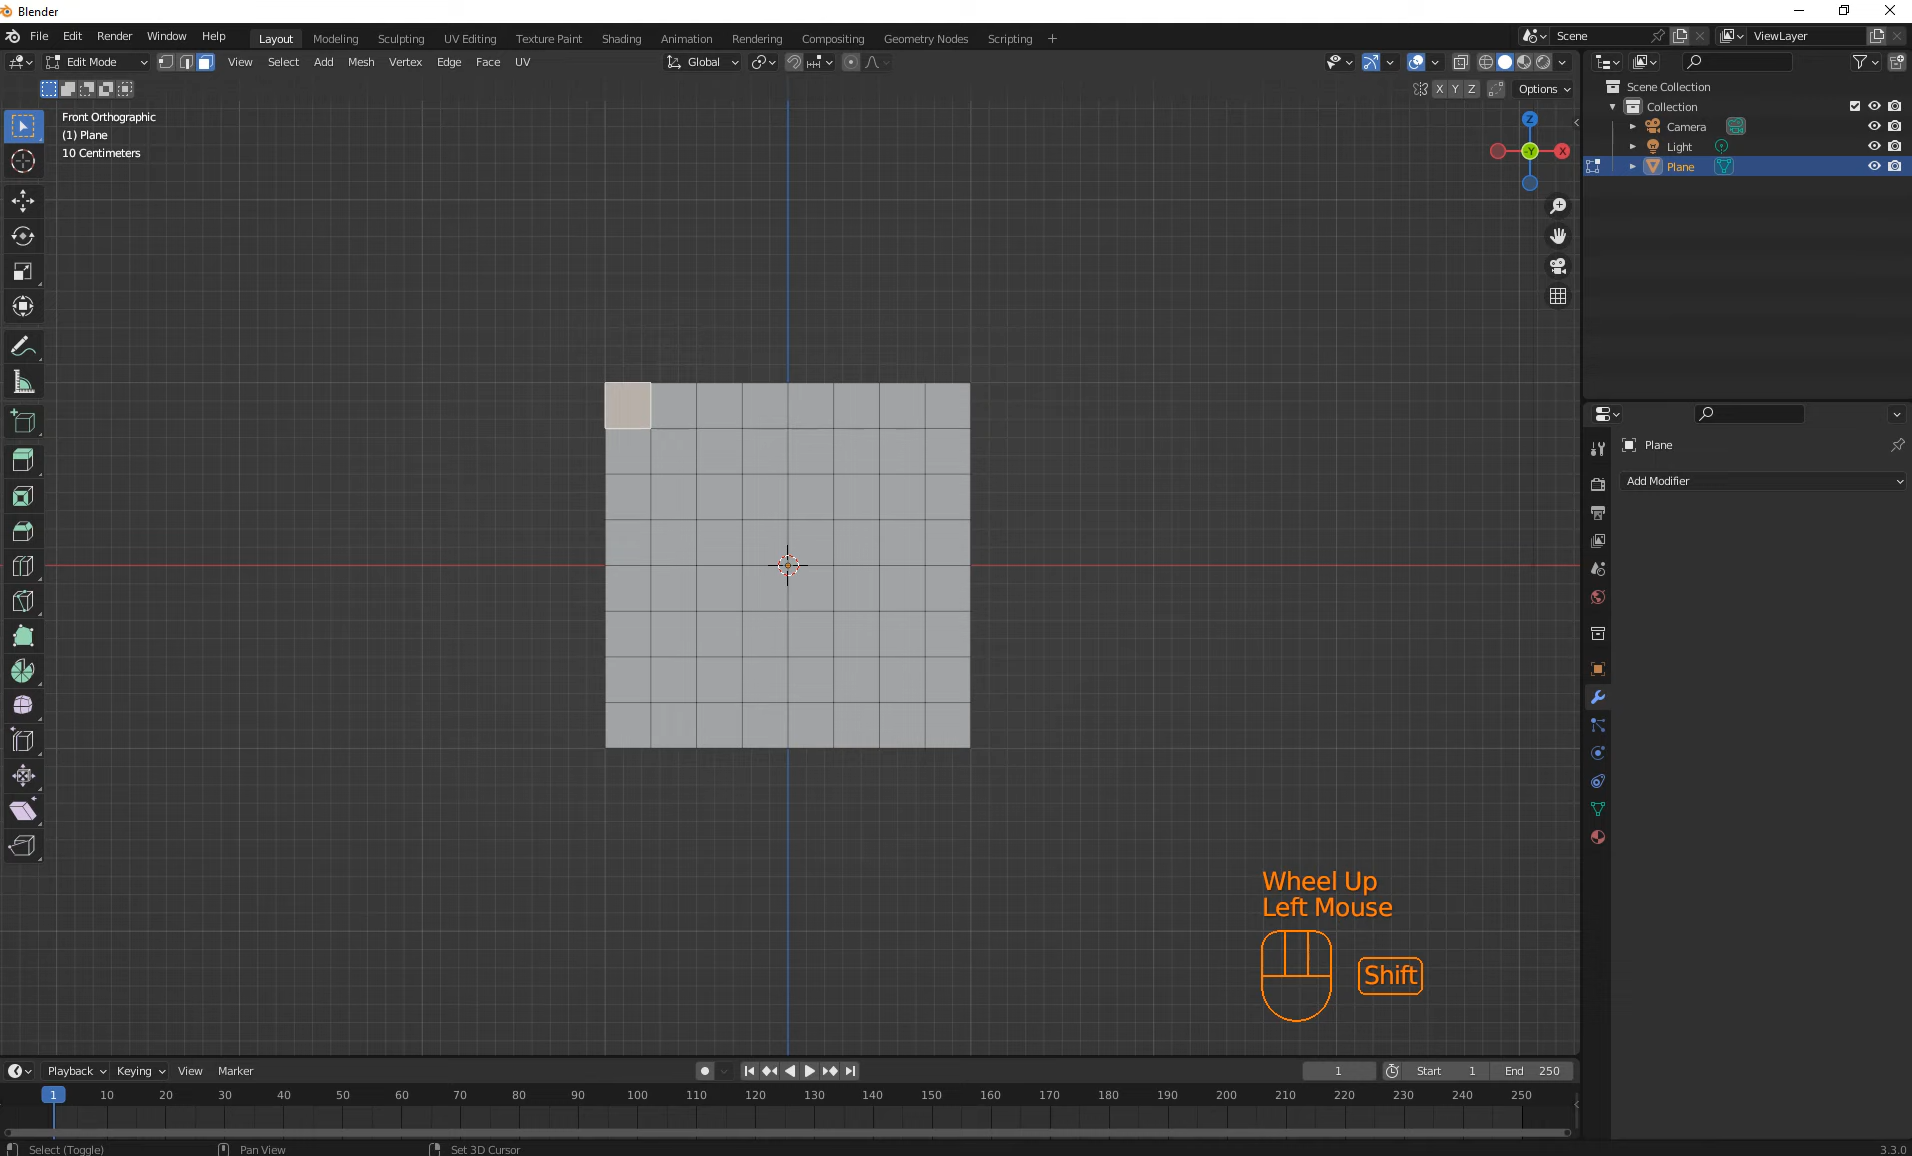 Blender
File Edit Render Window Help Layout Modeling Sculpting UV Editing Texture Paint Shading Animation Rendering Compositing Geometry Nodes Scripting + Scene ViewLayer
Edit Mode View Select Add Mesh Vertex Edge Face UV Global
X Y Z Options
Front Orthographic
(1) Plane
10 Centimeters
Z
-Y
X
Scene Collection
Collection
Camera
Light
Plane
Plane
Add Modifier
Wheel Up
Left Mouse
Shift
Playback Keying View Marker 1 Start 1 End 250
1 10 20 30 40 50 60 70 80 90 100 110 120 130 140 150 160 170 180 190 200 210 220 230 240 250
Select (Toggle) Pan View Set 3D Cursor 3.3.0